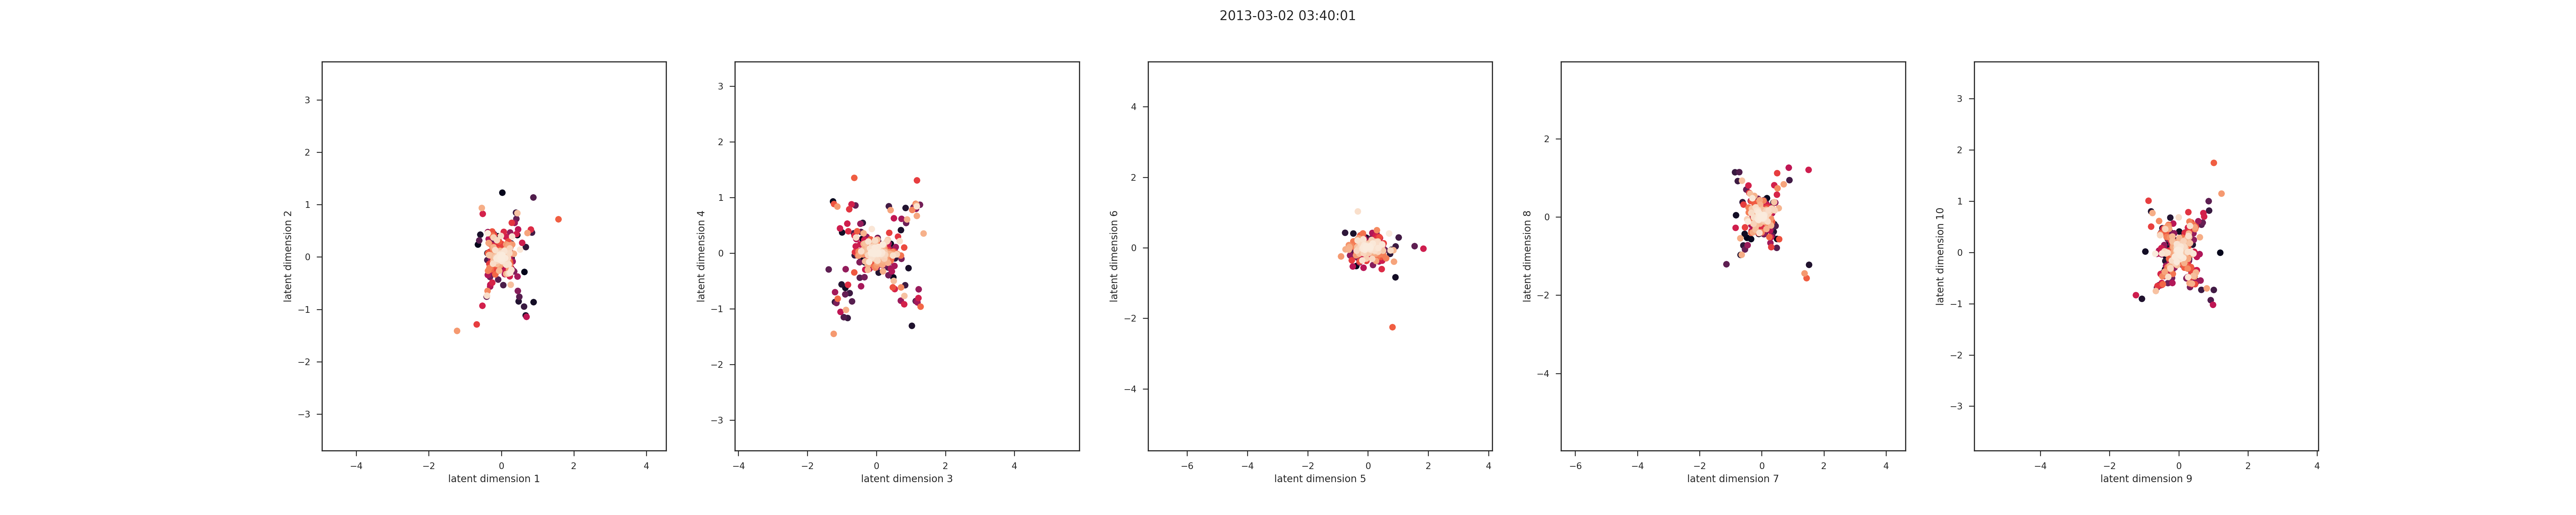 2013-03-02 03:40:01
latent dimension 2
3
2
1
0
−1
−2
−3
−4 −2 0 2 4
latent dimension 1
latent dimension 4
3
2
1
0
−1
−2
−3
−4 −2 0 2 4
latent dimension 3
latent dimension 6
4
2
0
−2
−4
−6 −4 −2 0 2 4
latent dimension 5
latent dimension 8
2
0
−2
−4
−6 −4 −2 0 2 4
latent dimension 7
latent dimension 10
3
2
1
0
−1
−2
−3
−4 −2 0 2 4
latent dimension 9